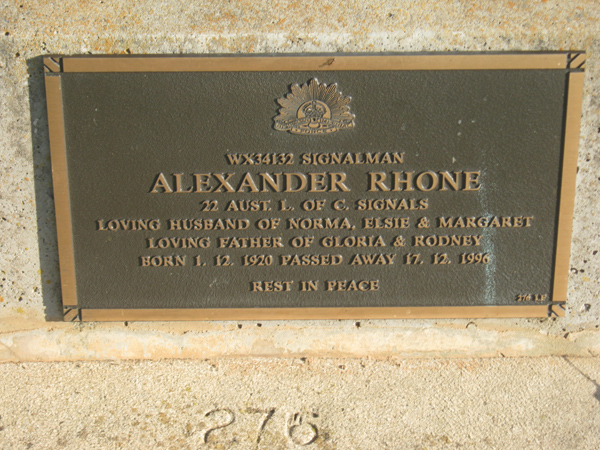 WX34132 SIGNALMAN
ALEXANDER RHONE
22 AUST. L. OF C. SIGNALS
LOVING HUSBAND OF NORMA, ELSIE & MARGARET
LOVING FATHER OF GLORIA & RODNEY
BORN 1. 12. 1920 PASSED AWAY 17. 12. 1996
REST IN PEACE
276